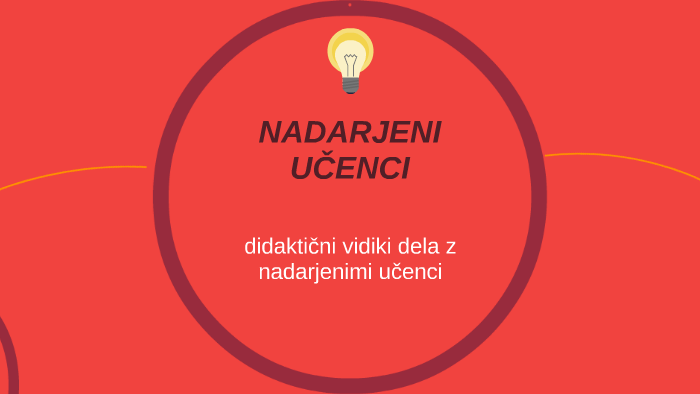 NADARJENI
UČENCI
didaktični vidiki dela z
nadarjenimi učenci